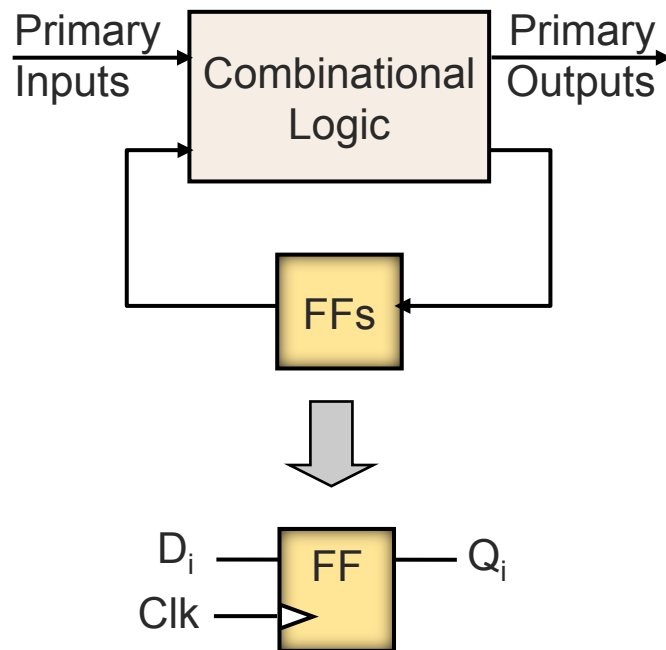 Primary
Inputs
Combinational
Logic
Primary
Outputs
FFs
Di
Clk
FF
Qi